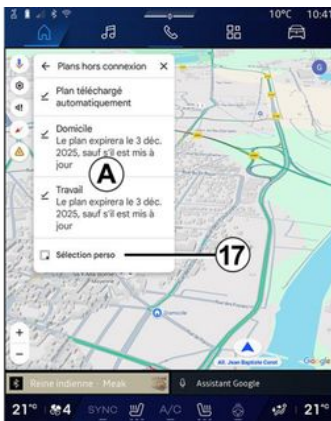 10°C 10:41
← Plans hors connexion ×
Plan téléchargé
automatiquement
Domicile
Le plan expirera le 3 déc.
2025, sauf s'il est mis à
jour
A
Travail
Le plan expirera le 3 déc.
2025, sauf s'il est mis à
jour
Sélection perso
17
G
Domicile
+
−
All. Jean Baptiste Corot
Google
Reine indienne - Meak
Assistant Google
21°c 4 SYNC A/C 21°c